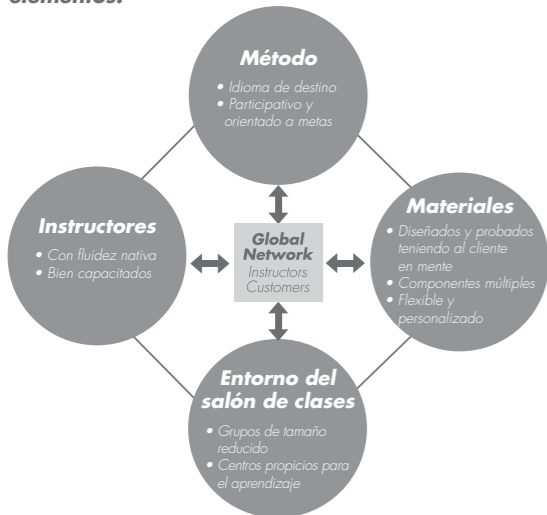 elementos.
Método
• Idioma de destino
• Participativo y
orientado a metas
Instructores
• Con fluidez nativa
• Bien capacitados
Global
Network
Instructors
Customers
Materiales
• Diseñados y probados
teniendo al cliente
en mente
• Componentes múltiples
• Flexible y
personalizado
Entorno del
salón de clases
• Grupos de tamaño
reducido
• Centros propicios para
el aprendizaje